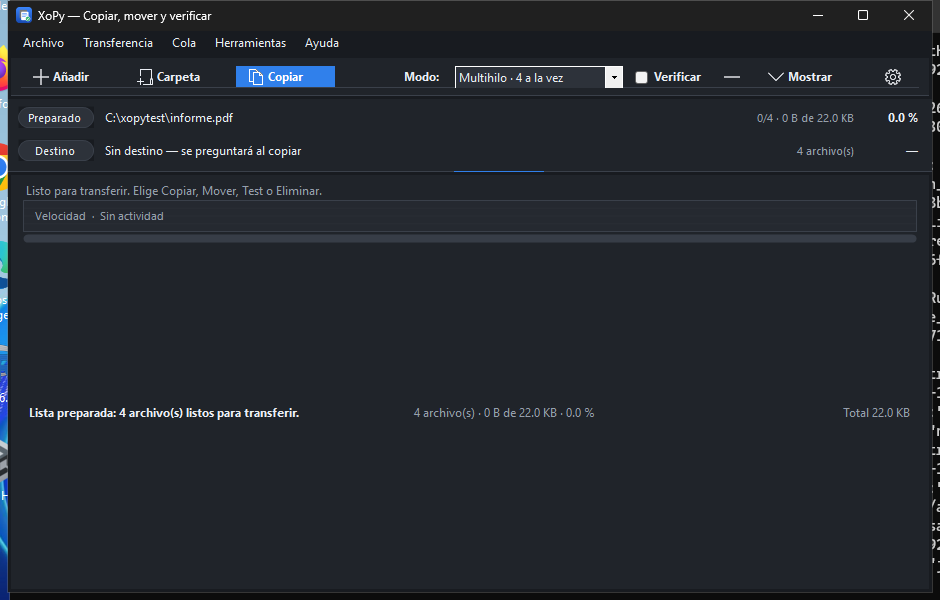 XoPy — Copiar, mover y verificar
Archivo Transferencia Cola Herramientas Ayuda
Añadir Carpeta Copiar Modo: Multihilo · 4 a la vez Verificar — Mostrar
Preparado C:\xopytest\informe.pdf 0/4 · 0 B de 22.0 KB 0.0 %
Destino Sin destino — se preguntará al copiar 4 archivo(s) —
Listo para transferir. Elige Copiar, Mover, Test o Eliminar.
Velocidad · Sin actividad
Lista preparada: 4 archivo(s) listos para transferir. 4 archivo(s) · 0 B de 22.0 KB · 0.0 % Total 22.0 KB